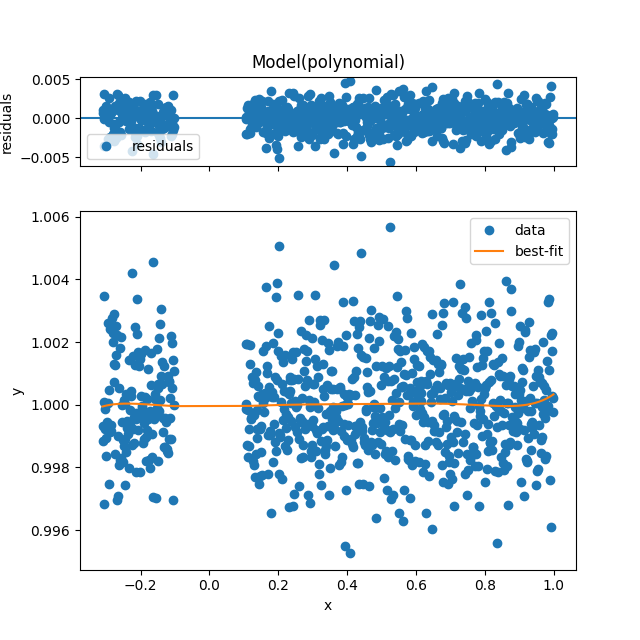 Model(polynomial)
0.005
0.000
−0.005
residuals
residuals
1.006
1.004
1.002
1.000
0.998
0.996
y
data
best-fit
−0.2
0.0
0.2
0.4
0.6
0.8
1.0
x